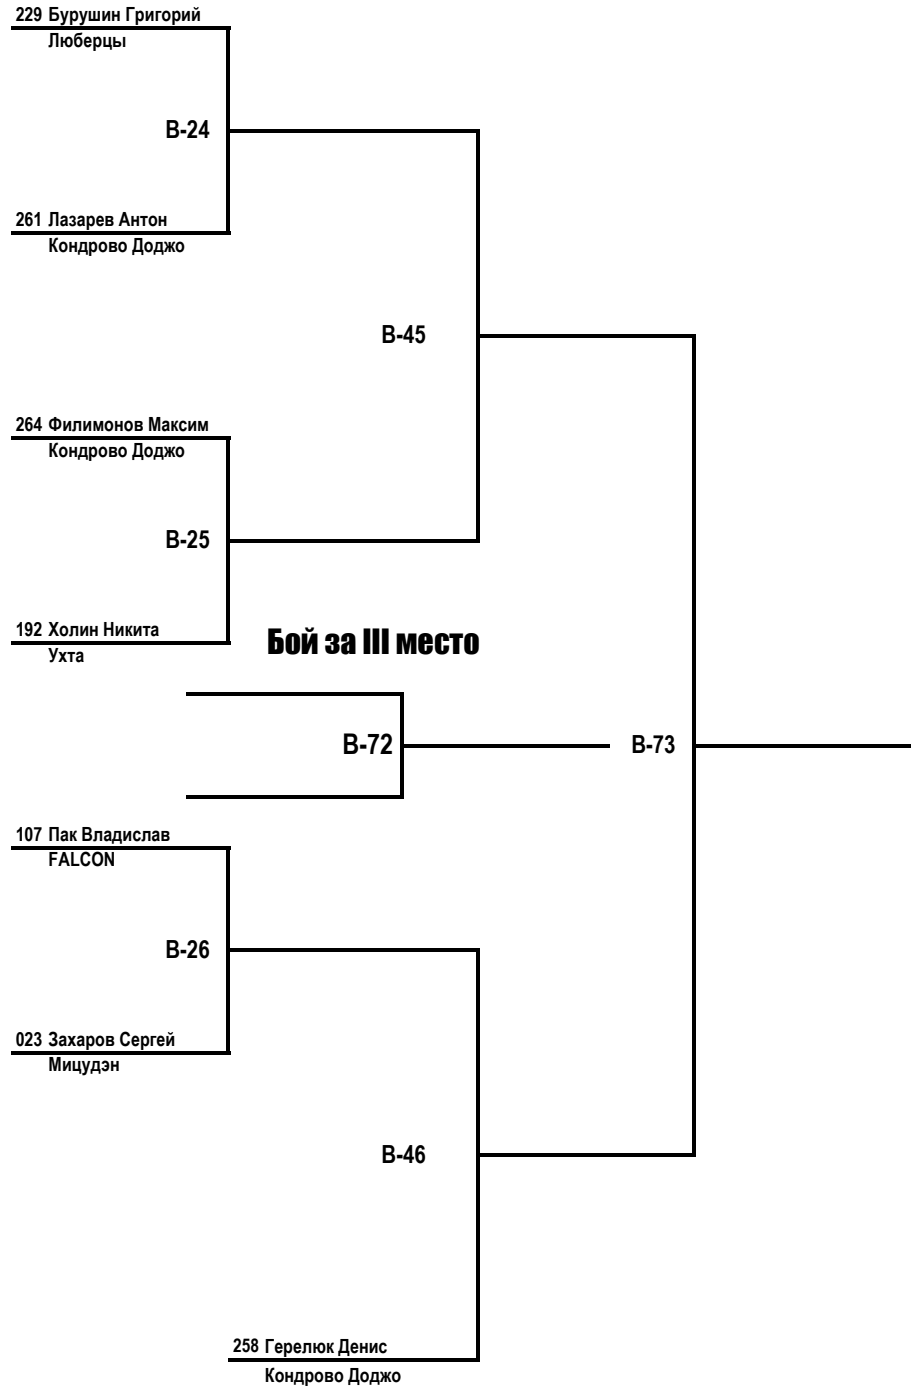 229 Бурушин Григорий
Люберцы
В-24
261 Лазарев Антон
Кондрово Доджо
В-45
264 Филимонов Максим
Кондрово Доджо
В-25
192 Холин Никита
Ухта
Бой за III место
В-72
В-73
107 Пак Владислав
FALCON
В-26
023 Захаров Сергей
Мицудэн
В-46
258 Герелюк Денис
Кондрово Доджо